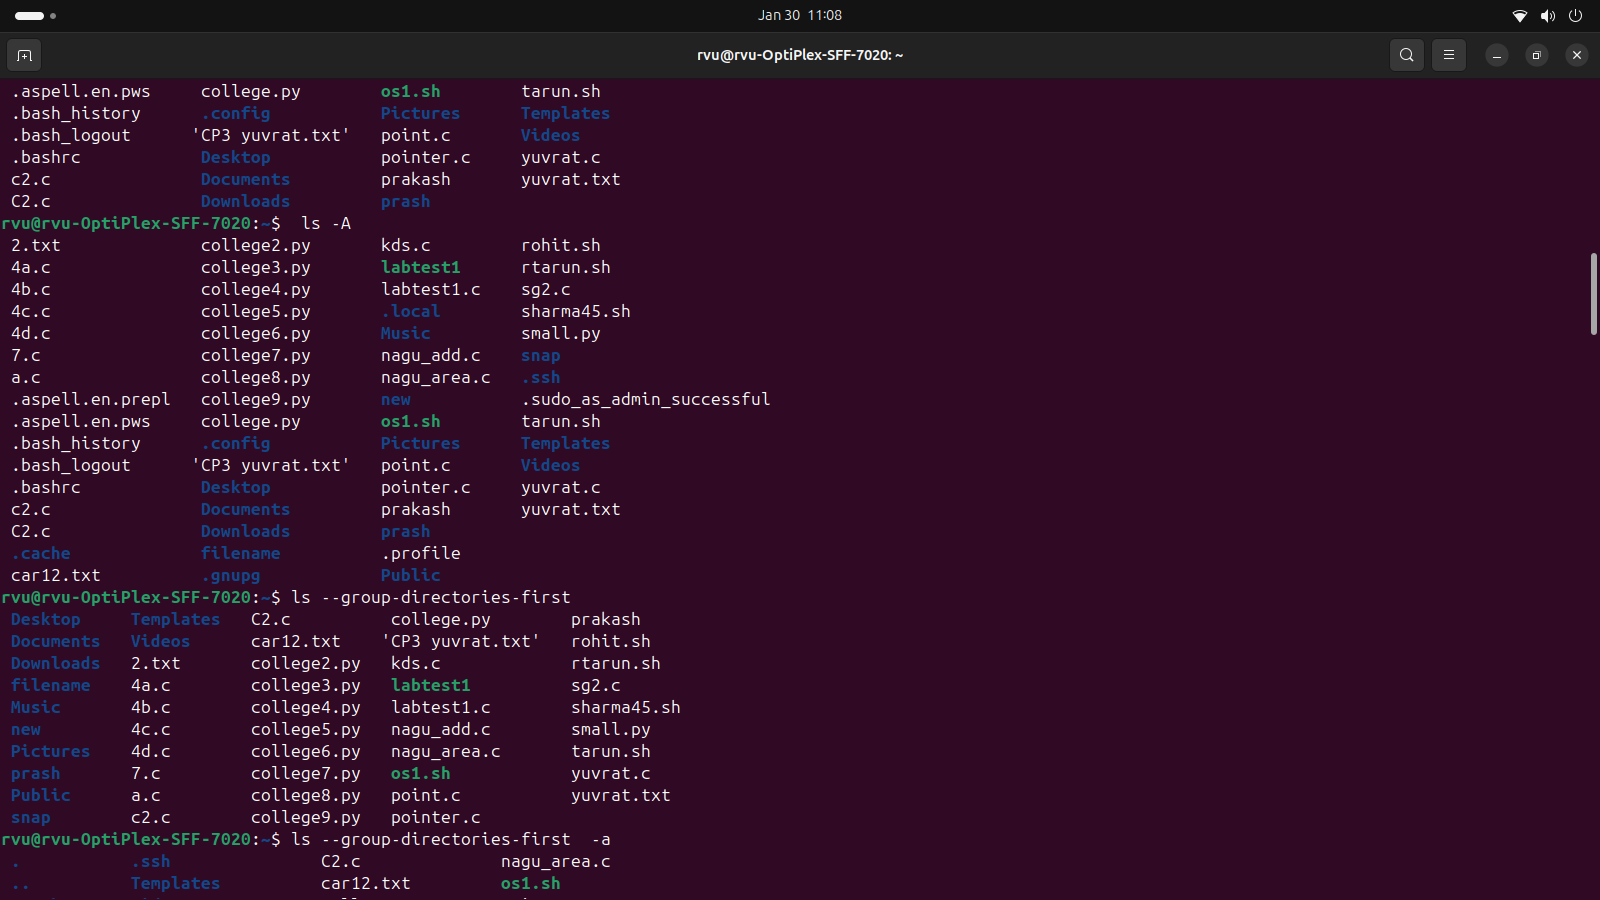 Jan 30 11:08
rvu@rvu-OptiPlex-SFF-7020: ~
.aspell.en.pws college.py os1.sh tarun.sh
.bash_history .config Pictures Templates
.bash_logout 'CP3 yuvrat.txt' point.c Videos
.bashrc Desktop pointer.c yuvrat.c
c2.c Documents prakash yuvrat.txt
C2.c Downloads prash
rvu@rvu-OptiPlex-SFF-7020:~$  ls -A
2.txt college2.py kds.c rohit.sh
4a.c college3.py labtest1 rtarun.sh
4b.c college4.py labtest1.c sg2.c
4c.c college5.py .local sharma45.sh
4d.c college6.py Music small.py
7.c college7.py nagu_add.c snap
a.c college8.py nagu_area.c .ssh
.aspell.en.prepl college9.py new .sudo_as_admin_successful
.aspell.en.pws college.py os1.sh tarun.sh
.bash_history .config Pictures Templates
.bash_logout 'CP3 yuvrat.txt' point.c Videos
.bashrc Desktop pointer.c yuvrat.c
c2.c Documents prakash yuvrat.txt
C2.c Downloads prash
.cache filename .profile
car12.txt .gnupg Public
rvu@rvu-OptiPlex-SFF-7020:~$ ls --group-directories-first
Desktop Templates C2.c college.py prakash
Documents Videos car12.txt 'CP3 yuvrat.txt' rohit.sh
Downloads 2.txt college2.py kds.c rtarun.sh
filename 4a.c college3.py labtest1 sg2.c
Music 4b.c college4.py labtest1.c sharma45.sh
new 4c.c college5.py nagu_add.c small.py
Pictures 4d.c college6.py nagu_area.c tarun.sh
prash 7.c college7.py os1.sh yuvrat.c
Public a.c college8.py point.c yuvrat.txt
snap c2.c college9.py pointer.c
rvu@rvu-OptiPlex-SFF-7020:~$ ls --group-directories-first  -a
. .ssh C2.c nagu_area.c
.. Templates car12.txt os1.sh